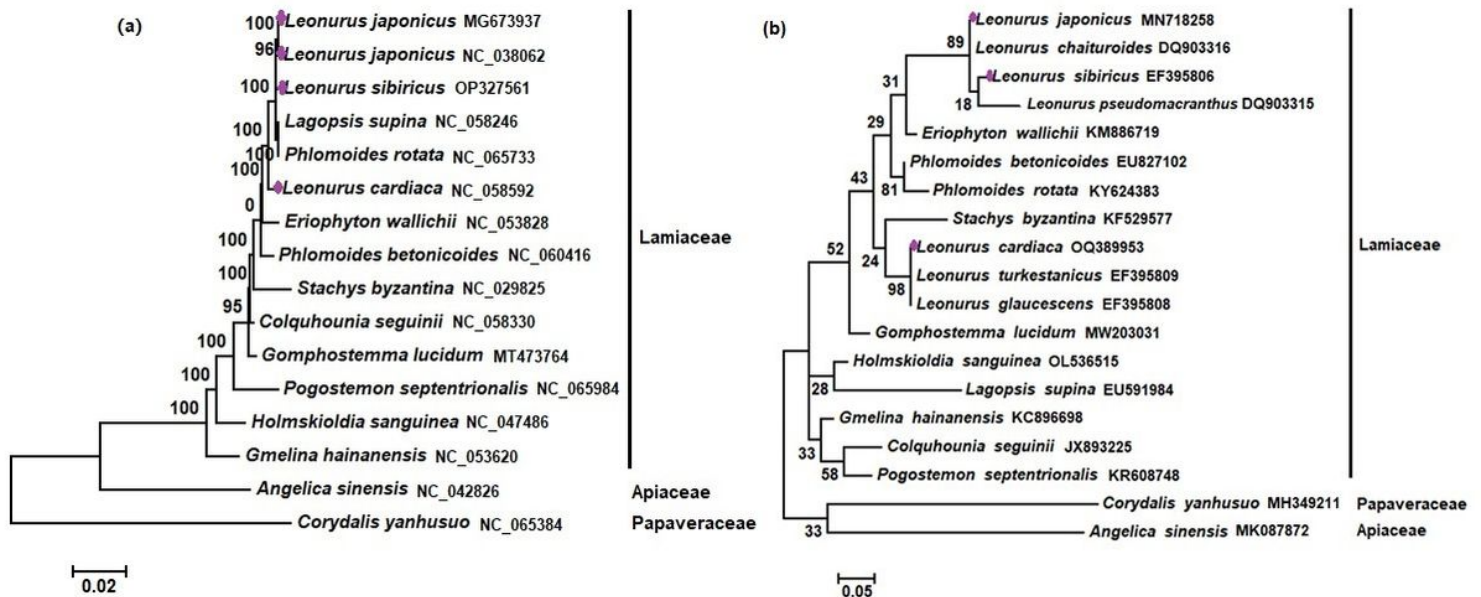 (a)
100
Leonurus japonicus MG673937
96
Leonurus japonicus NC_038062
100
Leonurus sibiricus OP327561
Lagopsis supina NC_058246
100
100
Phlomoides rotata NC_065733
100
Leonurus cardiaca NC_058592
0
Eriophyton wallichii NC_053828
100
Phlomoides betonicoides NC_060416
100
Stachys byzantina NC_029825
95
Colquhounia seguinii NC_058330
100
Gomphostemma lucidum MT473764
100
Pogostemon septentrionalis NC_065984
100
Holmskioldia sanguinea NC_047486
Gmelina hainanensis NC_053620
Lamiaceae
Angelica sinensis NC_042826
Apiaceae
Corydalis yanhusuo NC_065384
Papaveraceae
0.02
(b)
Leonurus japonicus MN718258
89
Leonurus chaituroides DQ903316
Leonurus sibiricus EF395806
31
18
Leonurus pseudomacranthus DQ903315
29
Eriophyton wallichii KM886719
Phlomoides betonicoides EU827102
43
81
Phlomoides rotata KY624383
Stachys byzantina KF529577
52
Leonurus cardiaca OQ389953
24
Leonurus turkestanicus EF395809
98
Leonurus glaucescens EF395808
Gomphostemma lucidum MW203031
Holmskioldia sanguinea OL536515
28
Lagopsis supina EU591984
Gmelina hainanensis KC896698
33
Colquhounia seguinii JX893225
58
Pogostemon septentrionalis KR608748
Lamiaceae
Corydalis yanhusuo MH349211
Papaveraceae
33
Angelica sinensis MK087872
Apiaceae
0.05